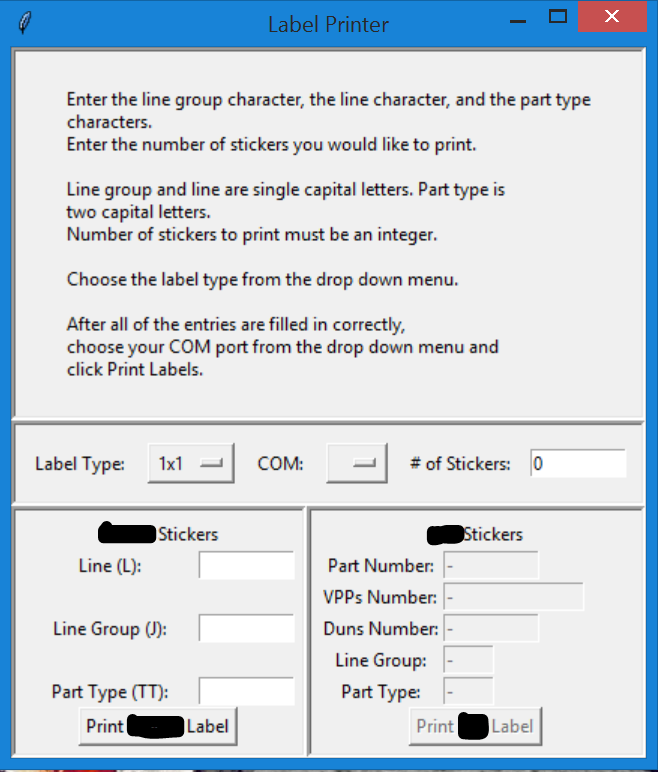 Label Printer
Enter the line group character, the line character, and the part type
characters.
Enter the number of stickers you would like to print.
Line group and line are single capital letters. Part type is
two capital letters.
Number of stickers to print must be an integer.
Choose the label type from the drop down menu.
After all of the entries are filled in correctly,
choose your COM port from the drop down menu and
click Print Labels.
Label Type: 1x1 COM: # of Stickers: 0
Stickers
Line (L):
Line Group (J):
Part Type (TT):
Print Label
Stickers
Part Number: -
VPPs Number: -
Duns Number: -
Line Group: -
Part Type: -
Print Label